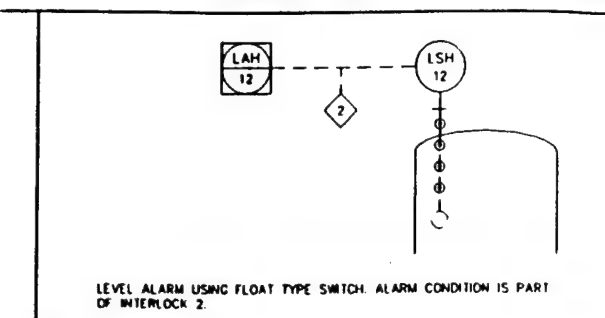 LAH
12
LSH
12
2
LEVEL ALARM USING FLOAT TYPE SWITCH. ALARM CONDITION IS PART
OF INTERLOCK 2.